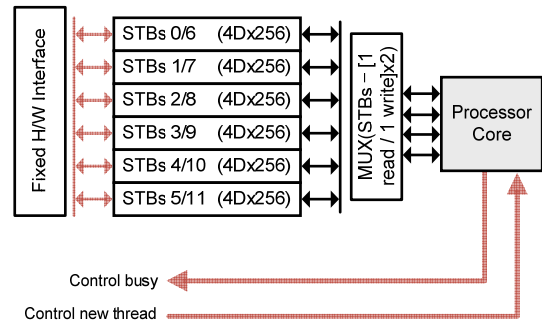 Fixed H/W Interface
STBs 0/6 (4Dx256)
STBs 1/7 (4Dx256)
STBs 2/8 (4Dx256)
STBs 3/9 (4Dx256)
STBs 4/10 (4Dx256)
STBs 5/11 (4Dx256)
MUX(STBs – [1
read / 1 write]x2)
Processor
Core
Control busy
Control new thread